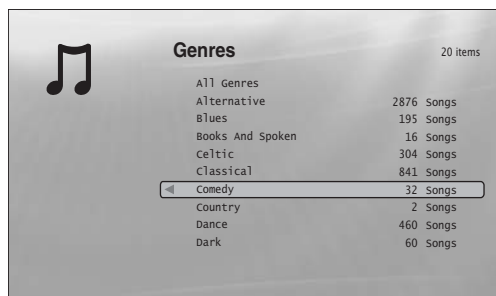 Genres 20 items
All Genres
Alternative 2876 Songs
Blues 195 Songs
Books And Spoken 16 Songs
Celtic 304 Songs
Classical 841 Songs
Comedy 32 Songs
Country 2 Songs
Dance 460 Songs
Dark 60 Songs